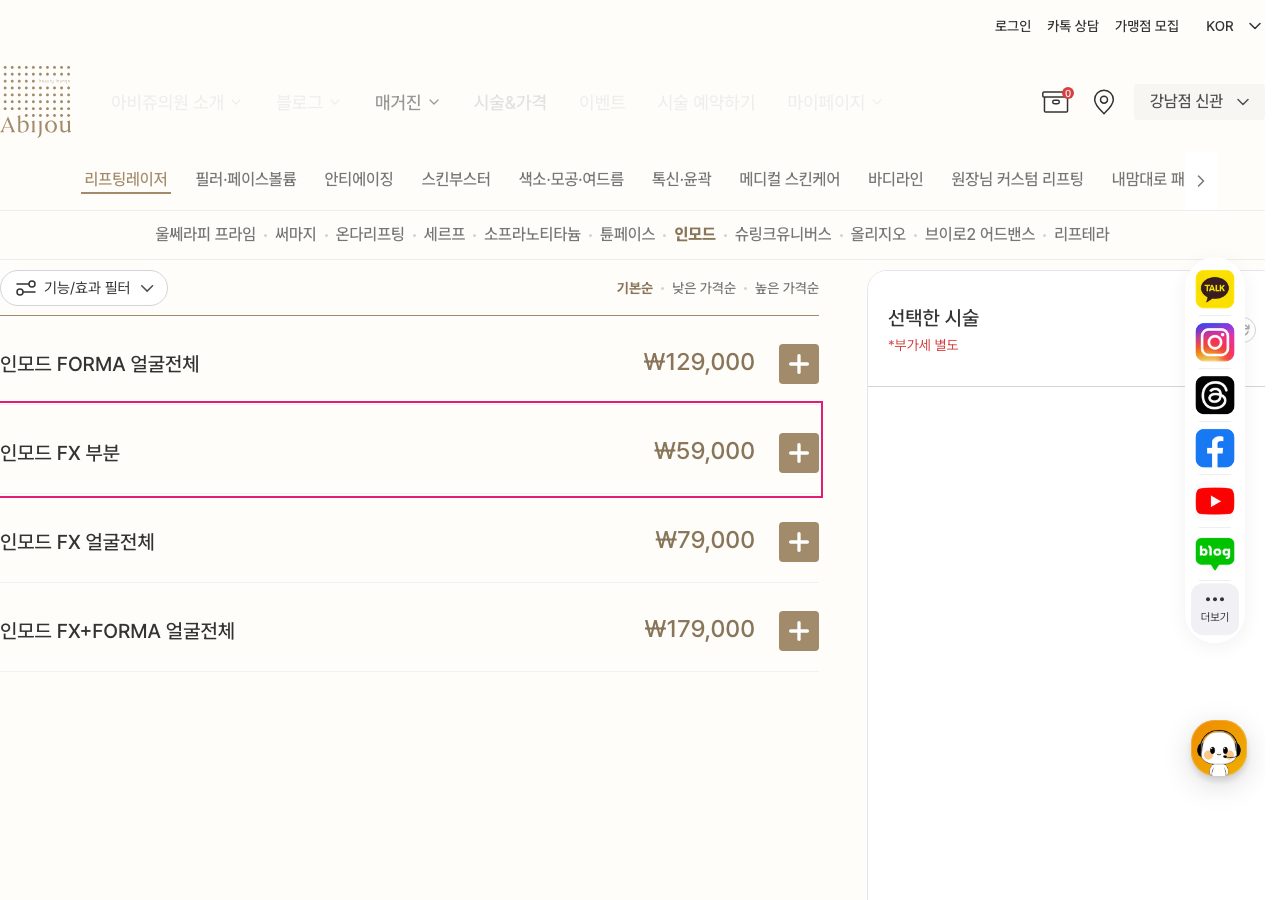 로그인 카톡 상담 가맹점 모집 KOR
Abijou
아비쥬의원 소개 블로그 매거진 시술&가격 이벤트 시술 예약하기 마이페이지 0 강남점 신관
리프팅레이저 필러·페이스볼륨 안티에이징 스킨부스터 색소·모공·여드름 톡신·윤곽 메디컬 스킨케어 바디라인 원장님 커스텀 리프팅 내맘대로 패
울쎄라피 프라임 · 써마지 · 온다리프팅 · 세르프 · 소프라노티타늄 · 튠페이스 · 인모드 · 슈링크유니버스 · 올리지오 · 브이로2 어드밴스 · 리프테라
기능/효과 필터 기본순 · 낮은 가격순 · 높은 가격순
인모드 FORMA 얼굴전체 ₩129,000
인모드 FX 부분 ₩59,000
인모드 FX 얼굴전체 ₩79,000
인모드 FX+FORMA 얼굴전체 ₩179,000
선택한 시술
*부가세 별도
TALK
blog
더보기